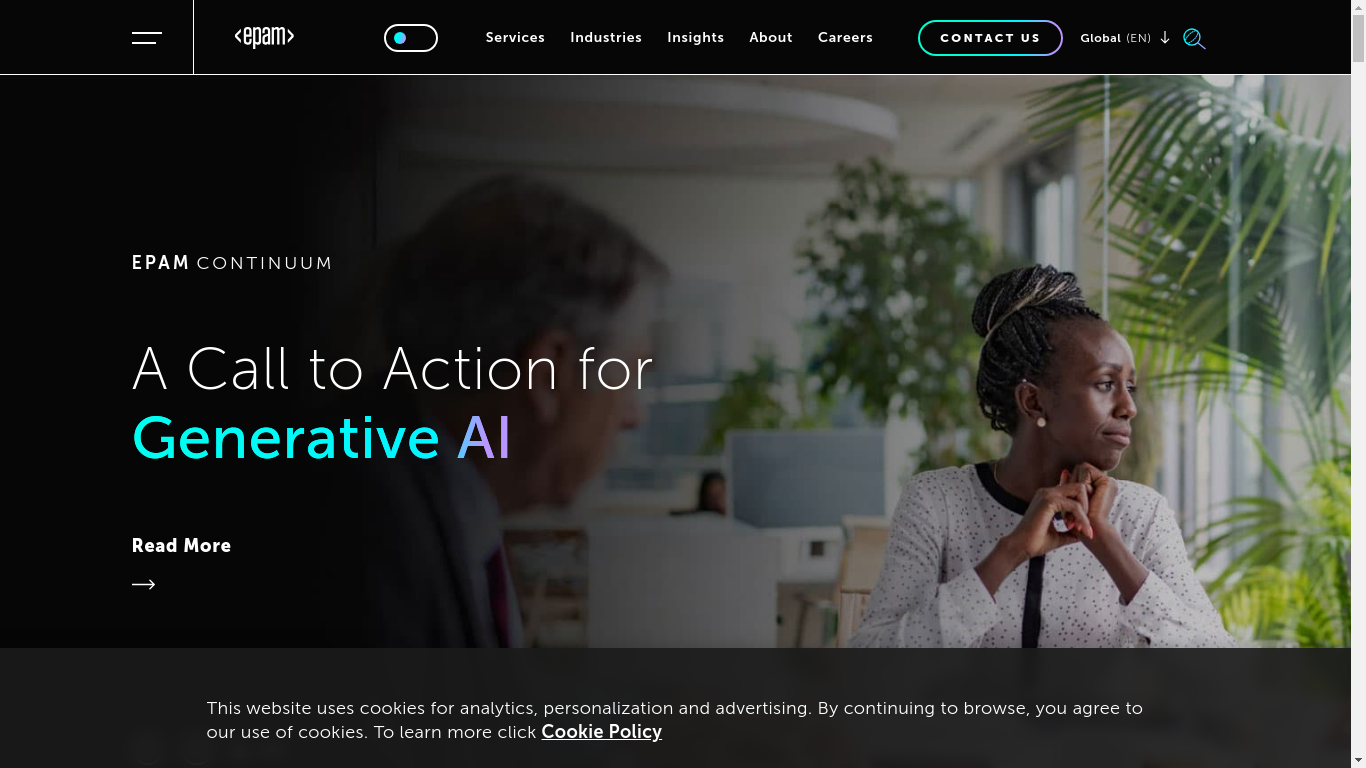 <epam>
Services Industries Insights About Careers
CONTACT US
Global (EN)
EPAM CONTINUUM
A Call to Action for
Generative AI
Read More
This website uses cookies for analytics, personalization and advertising. By continuing to browse, you agree to
our use of cookies. To learn more click Cookie Policy